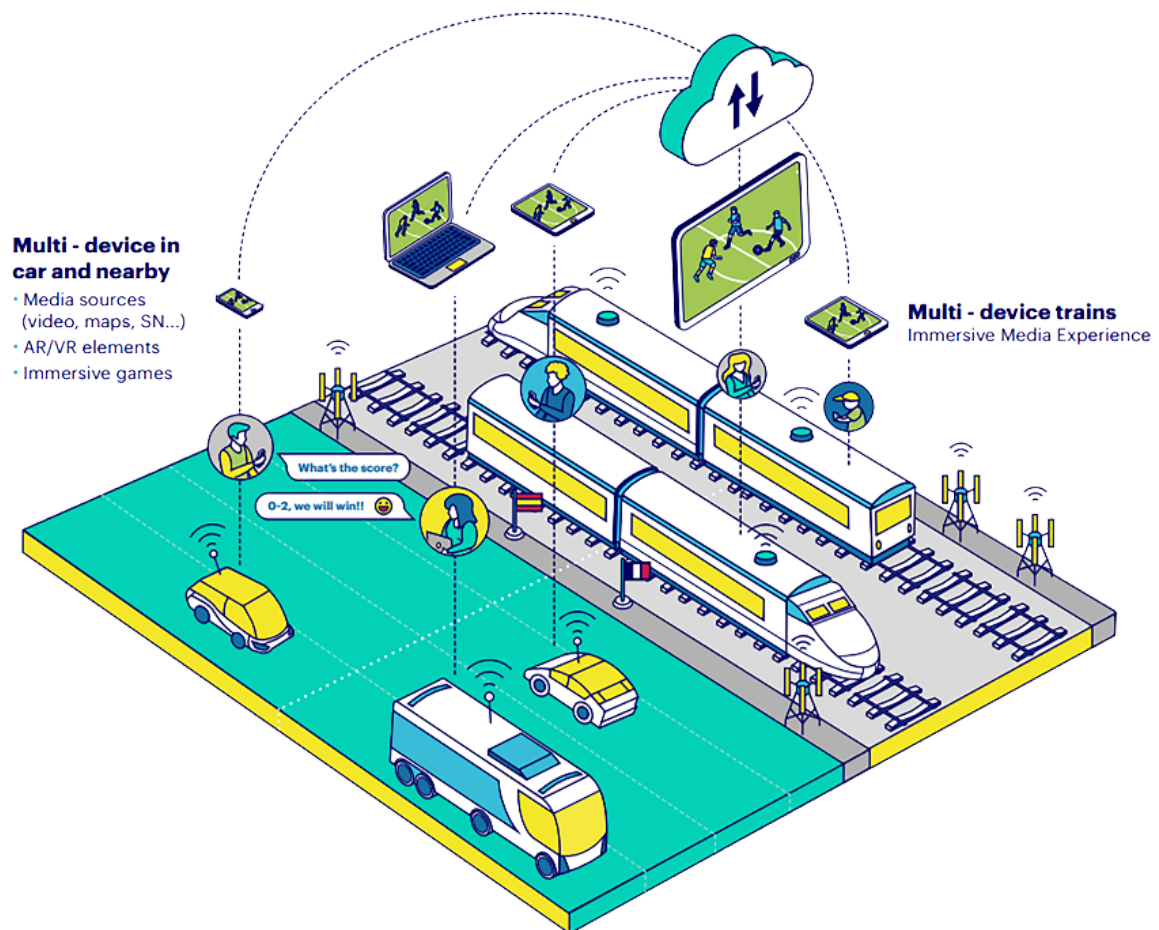 Multi - device in
car and nearby
• Media sources
(video, maps, SN...)
• AR/VR elements
• Immersive games
Multi - device trains
Immersive Media Experience
What's the score?
0-2, we will win!!